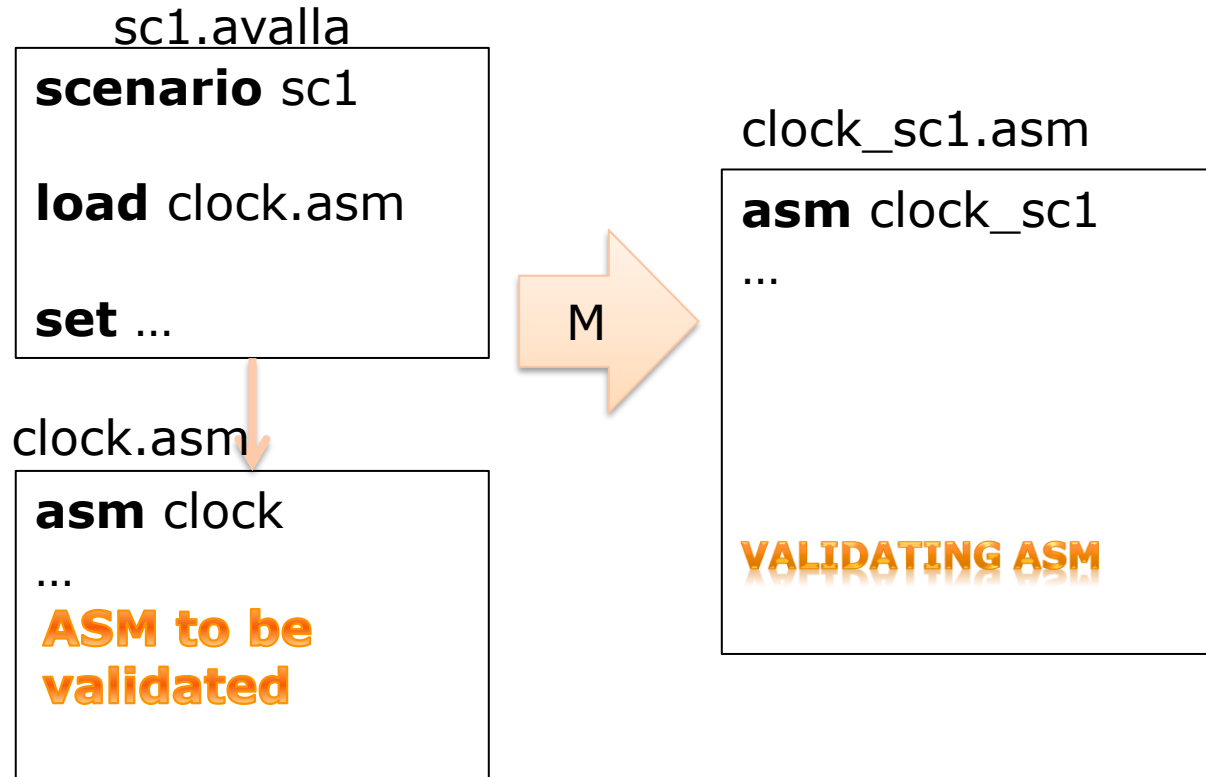 sc1.avalla
scenario sc1
load clock.asm
set …
clock.asm
asm clock
…
ASM to be
validated
M
clock_sc1.asm
asm clock_sc1
…
VALIDATING ASM